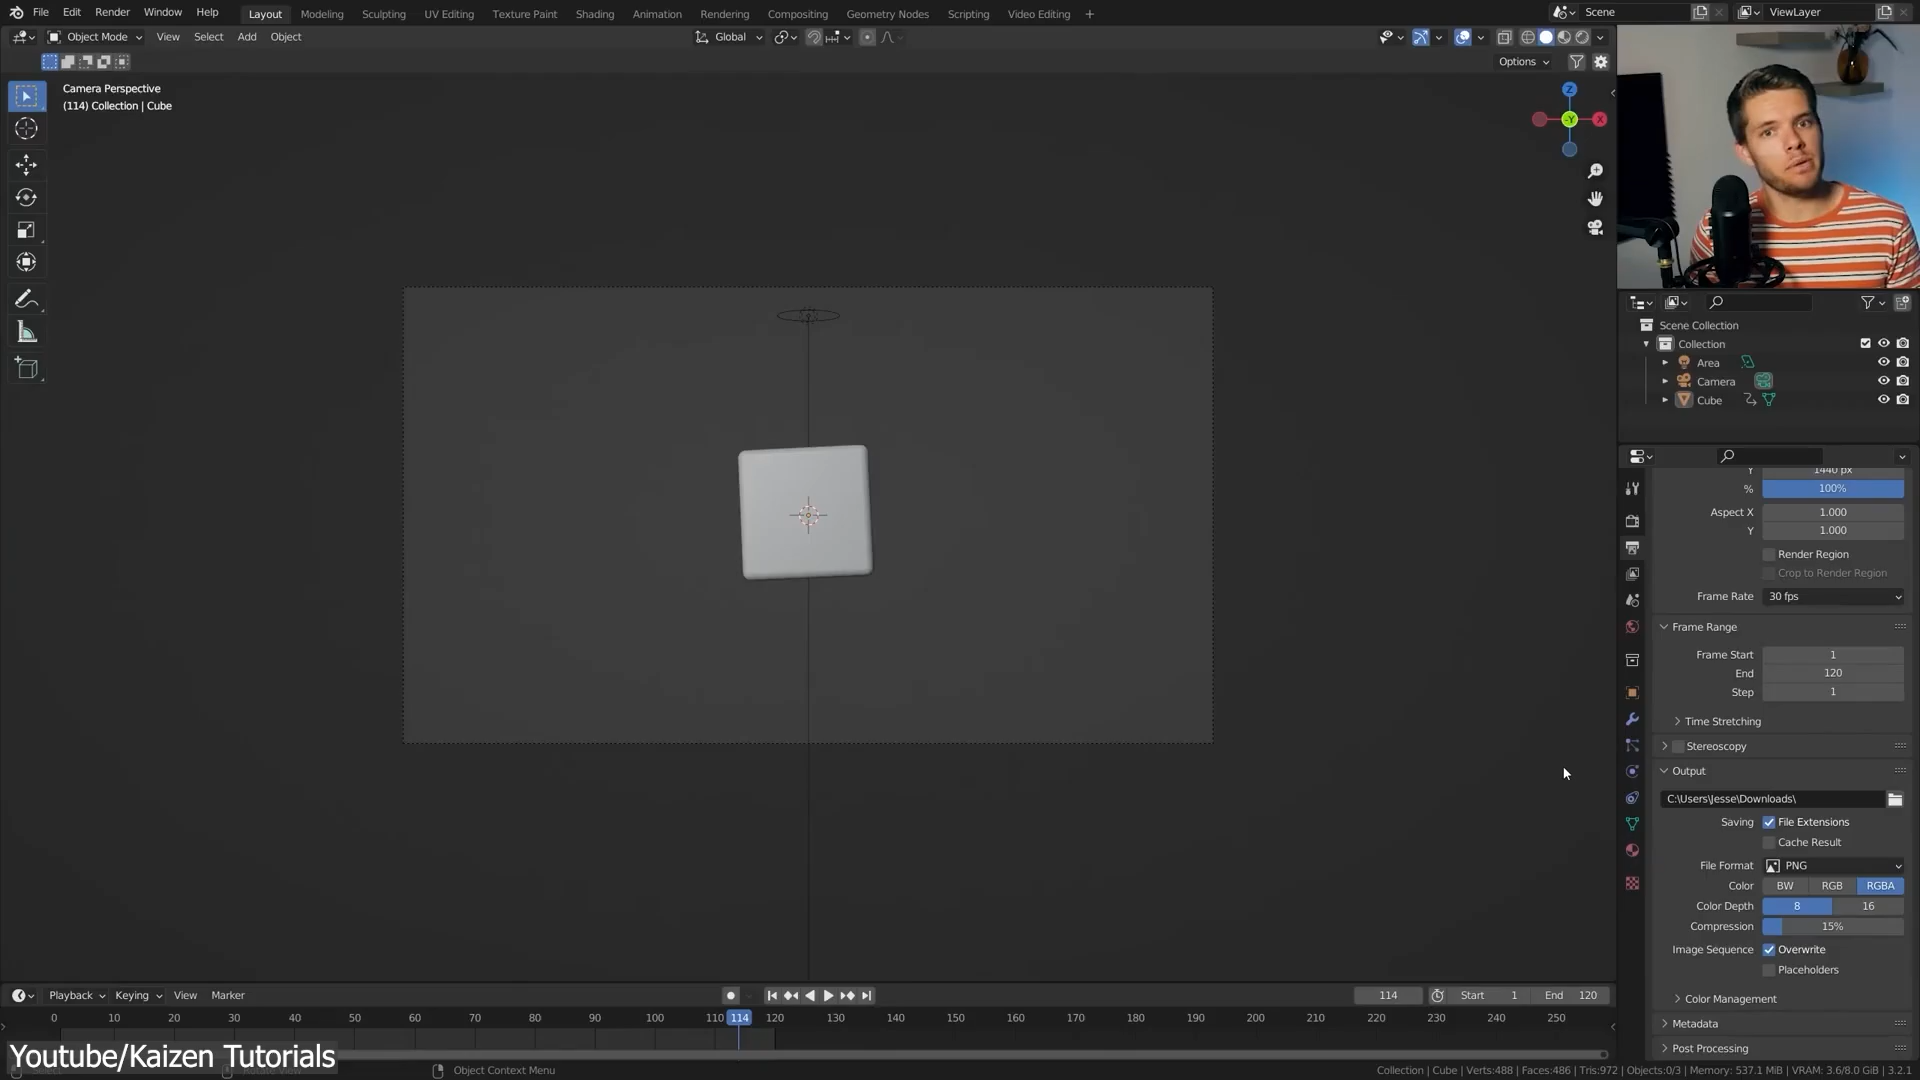 File Edit Render Window Help Layout Modeling Sculpting UV Editing Texture Paint Shading Animation Rendering Compositing Geometry Nodes Scripting Video Editing + Scene ViewLayer
Object Mode View Select Add Object Global
Options
Camera Perspective
(114) Collection | Cube
Z
-Y
X
Scene Collection
Collection
Area
Camera
Cube
Y 1440 px
% 100%
Aspect X 1.000
Y 1.000
Render Region
Crop to Render Region
Frame Rate 30 fps
Frame Range
Frame Start 1
End 120
Step 1
Time Stretching
Stereoscopy
Output
C:\Users\Jesse\Downloads\
Saving File Extensions
Cache Result
File Format PNG
Color BW RGB RGBA
Color Depth 8 16
Compression 15%
Image Sequence Overwrite
Placeholders
Color Management
Metadata
Post Processing
Playback Keying View Marker 114 Start 1 End 120
0 10 20 30 40 50 60 70 80 90 100 110 114 120 130 140 150 160 170 180 190 200 210 220 230 240 250
Youtube/Kaizen Tutorials
Object Context Menu
Collection | Cube | Verts:488 | Faces:486 | Tris:972 | Objects:0/3 | Memory: 537.1 MiB | VRAM: 3.6/8.0 GiB | 3.2.1